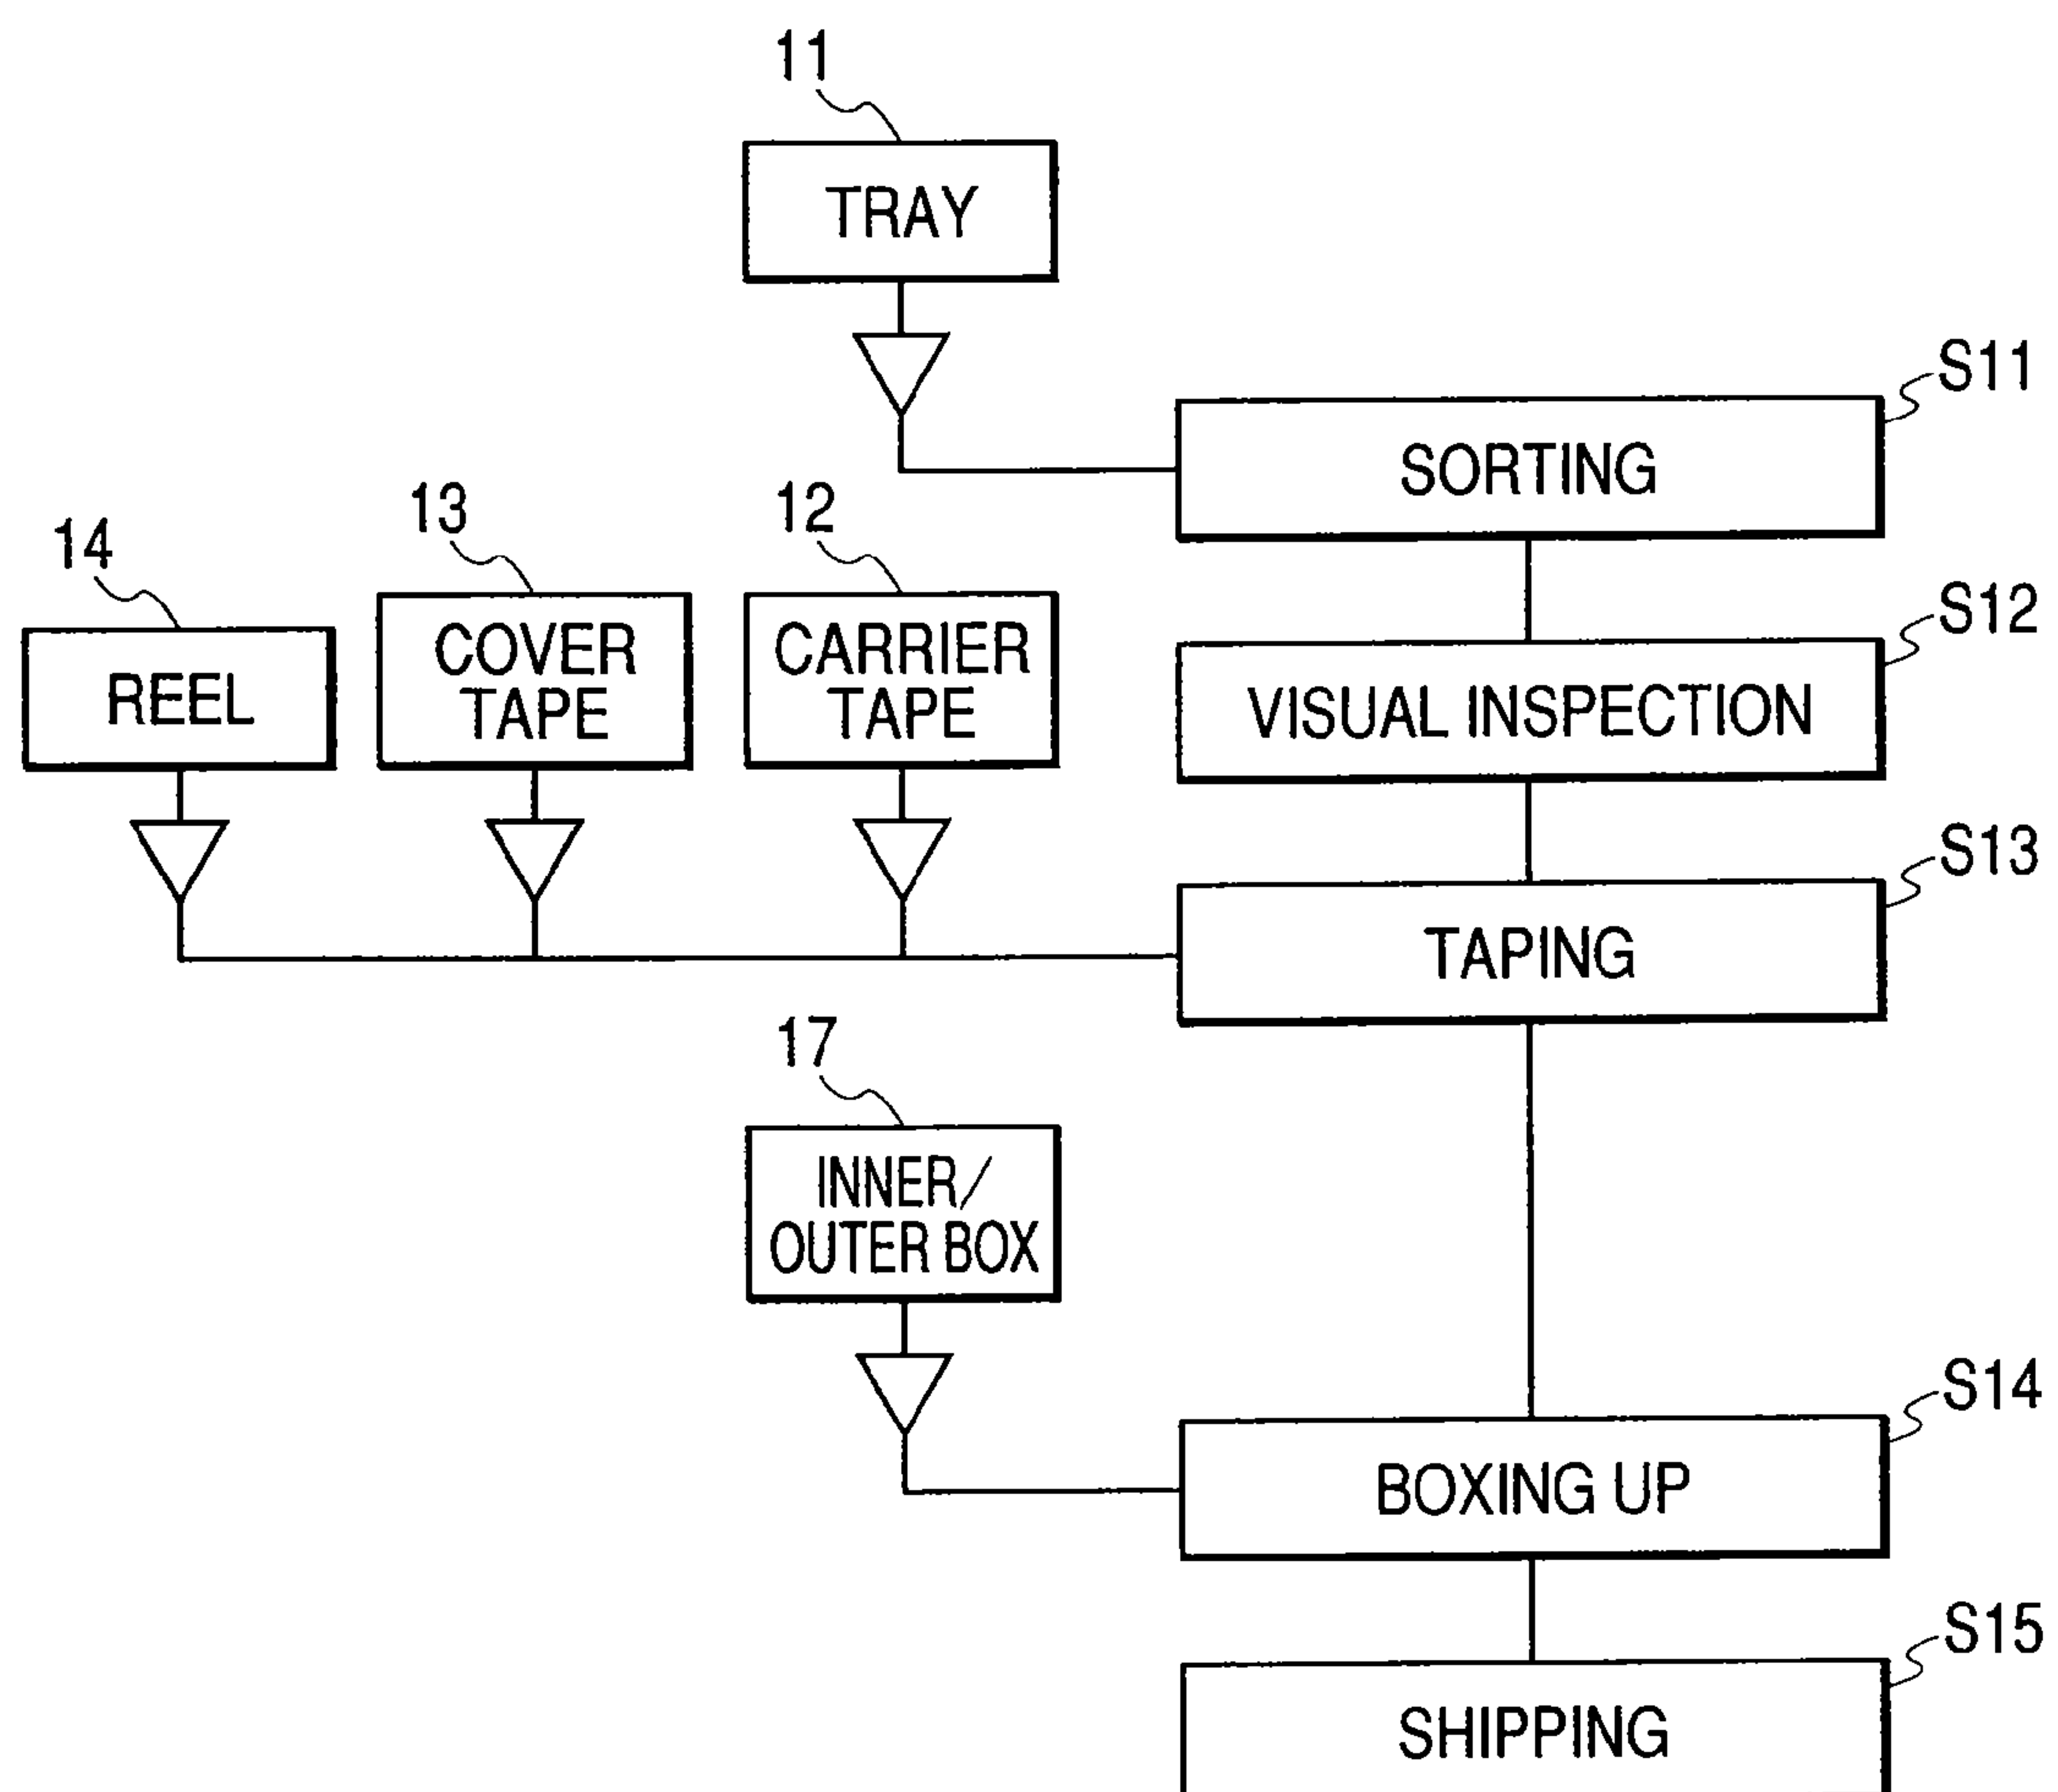 11
TRAY
S11
SORTING
14
13
12
REEL
COVER
TAPE
CARRIER
TAPE
S12
VISUAL INSPECTION
S13
TAPING
17
INNER/
OUTER BOX
S14
BOXING UP
S15
SHIPPING